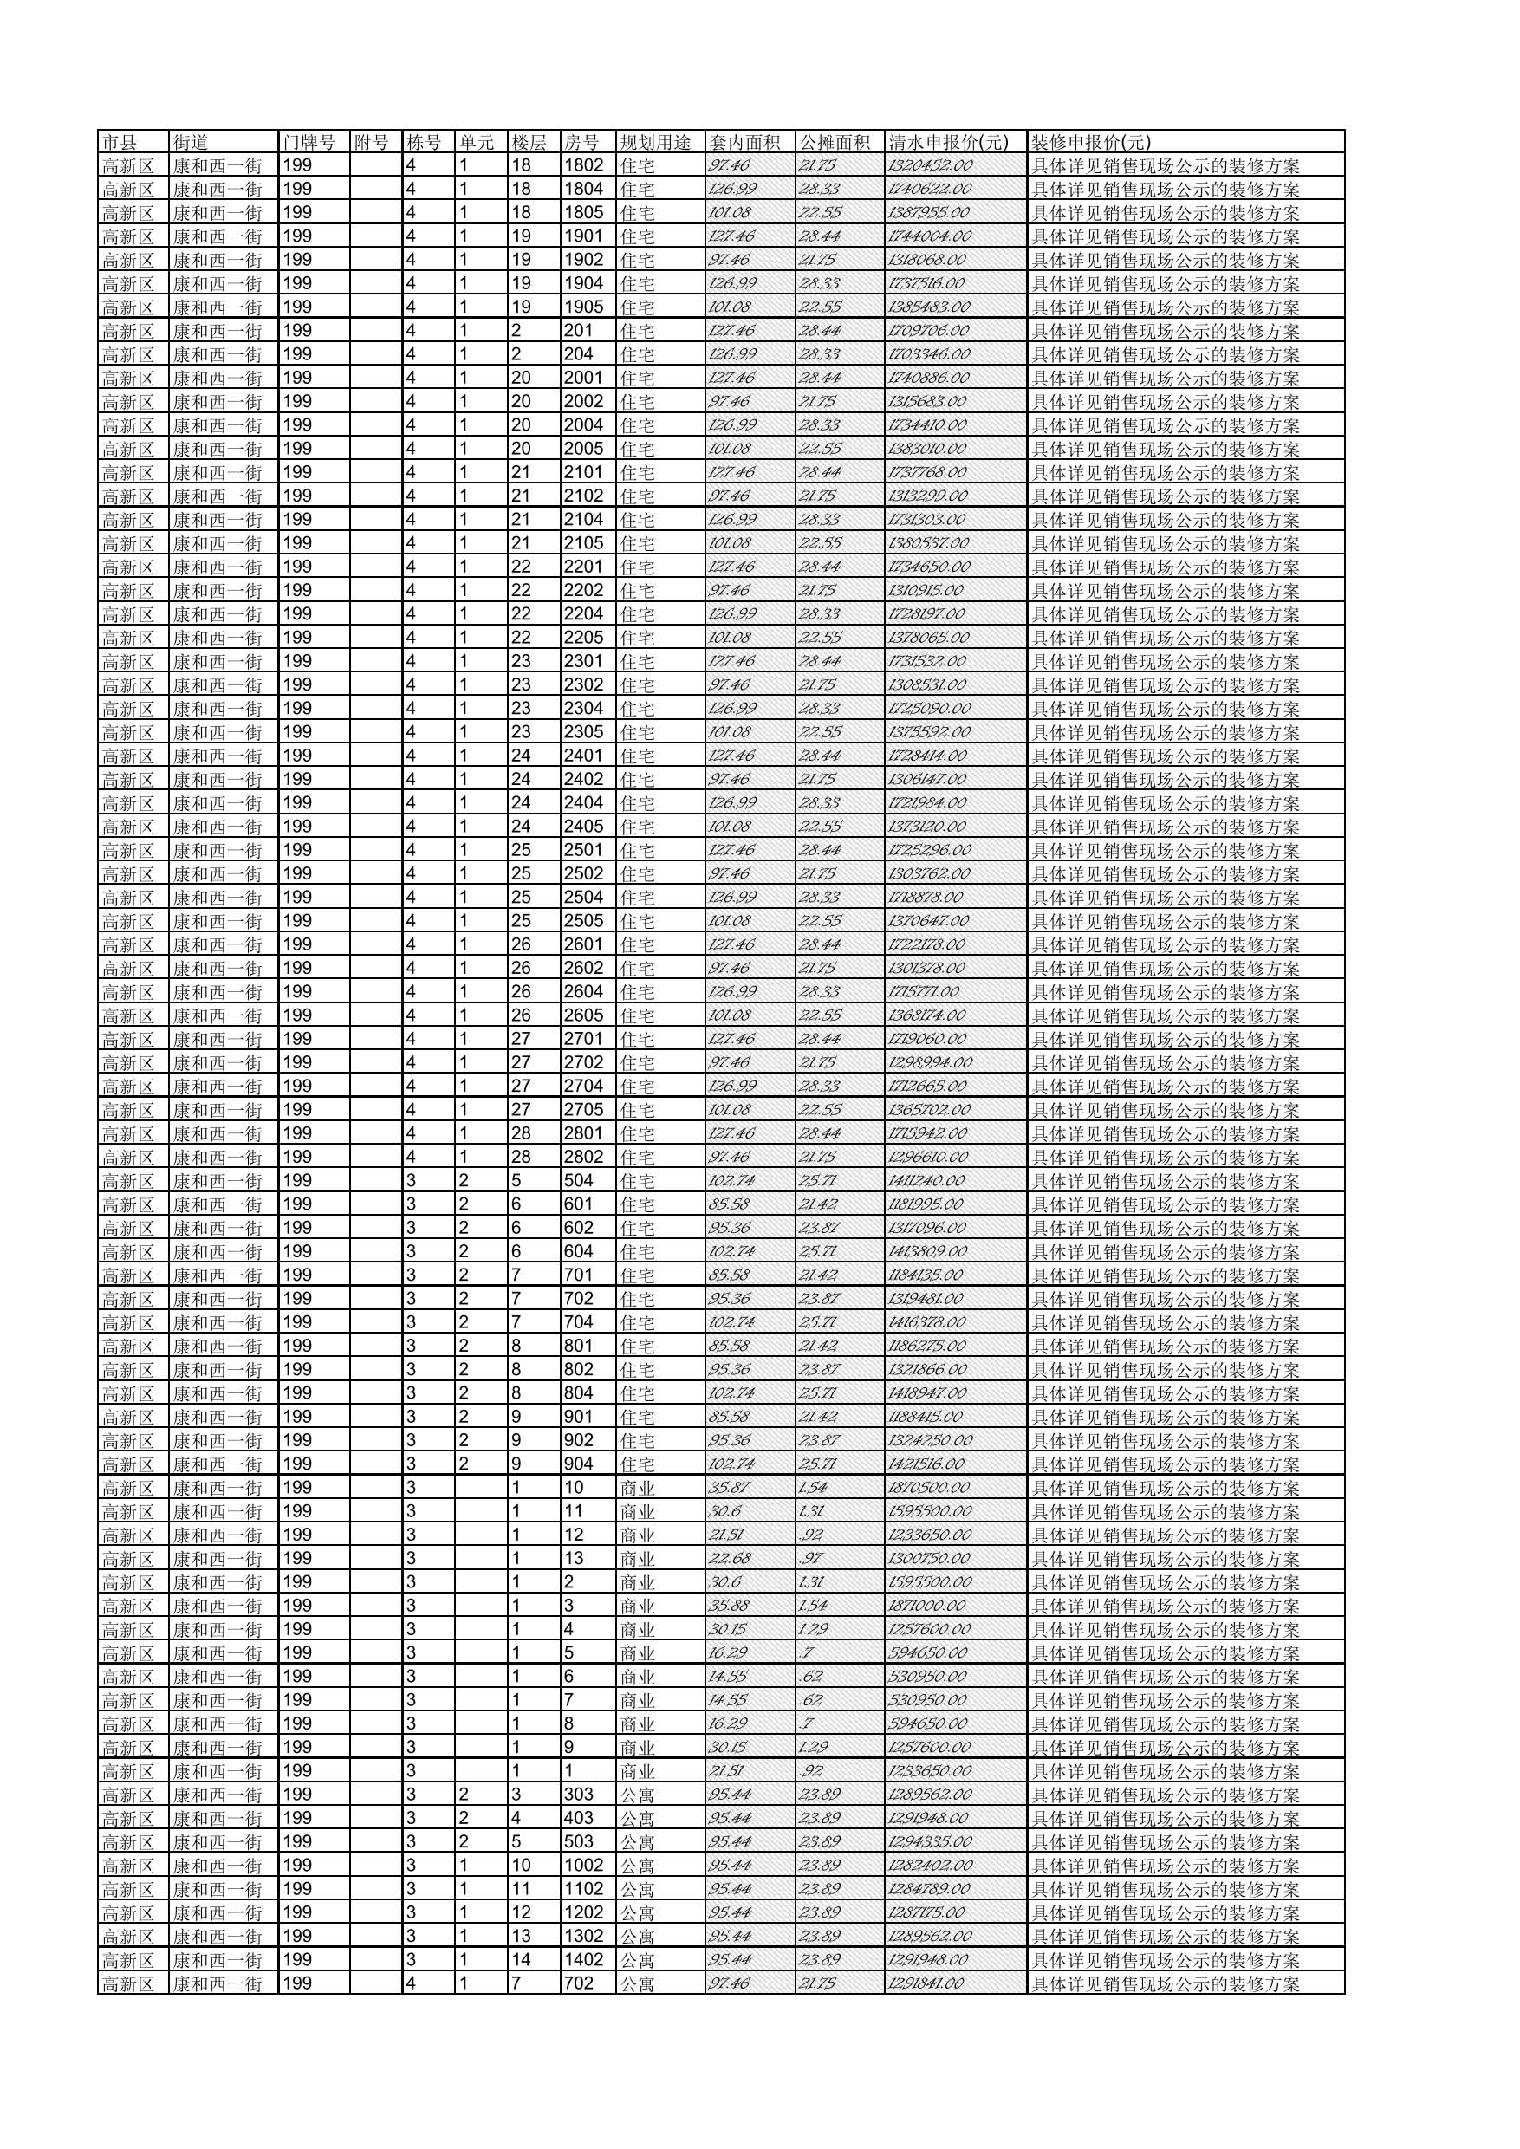 市县 街道 门牌号 附号 栋号 单元 楼层 房号 规划用途 套内面积 公摊面积 清水申报价(元) 装修申报价(元)
高新区 康和西一街 199 4 1 18 1802 住宅 97.46 21.75 1320452.00 具体详见销售现场公示的装修方案
高新区 康和西一街 199 4 1 18 1804 住宅 126.99 28.33 1740622.00 具体详见销售现场公示的装修方案
高新区 康和西一街 199 4 1 18 1805 住宅 101.08 22.55 1387955.00 具体详见销售现场公示的装修方案
高新区 康和西一街 199 4 1 19 1901 住宅 127.46 28.44 1744004.00 具体详见销售现场公示的装修方案
高新区 康和西一街 199 4 1 19 1902 住宅 97.46 21.75 1318068.00 具体详见销售现场公示的装修方案
高新区 康和西一街 199 4 1 19 1904 住宅 126.99 28.33 1737516.00 具体详见销售现场公示的装修方案
高新区 康和西一街 199 4 1 19 1905 住宅 101.08 22.55 1385483.00 具体详见销售现场公示的装修方案
高新区 康和西一街 199 4 1 2 201 住宅 127.46 28.44 1709706.00 具体详见销售现场公示的装修方案
高新区 康和西一街 199 4 1 2 204 住宅 126.99 28.33 1703346.00 具体详见销售现场公示的装修方案
高新区 康和西一街 199 4 1 20 2001 住宅 127.46 28.44 1740886.00 具体详见销售现场公示的装修方案
高新区 康和西一街 199 4 1 20 2002 住宅 97.46 21.75 1315683.00 具体详见销售现场公示的装修方案
高新区 康和西一街 199 4 1 20 2004 住宅 126.99 28.33 1734410.00 具体详见销售现场公示的装修方案
高新区 康和西一街 199 4 1 20 2005 住宅 101.08 22.55 1383010.00 具体详见销售现场公示的装修方案
高新区 康和西一街 199 4 1 21 2101 住宅 127.46 28.44 1737768.00 具体详见销售现场公示的装修方案
高新区 康和西一街 199 4 1 21 2102 住宅 97.46 21.75 1313299.00 具体详见销售现场公示的装修方案
高新区 康和西一街 199 4 1 21 2104 住宅 126.99 28.33 1731303.00 具体详见销售现场公示的装修方案
高新区 康和西一街 199 4 1 21 2105 住宅 101.08 22.55 1380537.00 具体详见销售现场公示的装修方案
高新区 康和西一街 199 4 1 22 2201 住宅 127.46 28.44 1734650.00 具体详见销售现场公示的装修方案
高新区 康和西一街 199 4 1 22 2202 住宅 97.46 21.75 1310915.00 具体详见销售现场公示的装修方案
高新区 康和西一街 199 4 1 22 2204 住宅 126.99 28.33 1728197.00 具体详见销售现场公示的装修方案
高新区 康和西一街 199 4 1 22 2205 住宅 101.08 22.55 1378065.00 具体详见销售现场公示的装修方案
高新区 康和西一街 199 4 1 23 2301 住宅 127.46 28.44 1731532.00 具体详见销售现场公示的装修方案
高新区 康和西一街 199 4 1 23 2302 住宅 97.46 21.75 1308531.00 具体详见销售现场公示的装修方案
高新区 康和西一街 199 4 1 23 2304 住宅 126.99 28.33 1725090.00 具体详见销售现场公示的装修方案
高新区 康和西一街 199 4 1 23 2305 住宅 101.08 22.55 1375592.00 具体详见销售现场公示的装修方案
高新区 康和西一街 199 4 1 24 2401 住宅 127.46 28.44 1728414.00 具体详见销售现场公示的装修方案
高新区 康和西一街 199 4 1 24 2402 住宅 97.46 21.75 1306147.00 具体详见销售现场公示的装修方案
高新区 康和西一街 199 4 1 24 2404 住宅 126.99 28.33 1721984.00 具体详见销售现场公示的装修方案
高新区 康和西一街 199 4 1 24 2405 住宅 101.08 22.55 1373120.00 具体详见销售现场公示的装修方案
高新区 康和西一街 199 4 1 25 2501 住宅 127.46 28.44 1725296.00 具体详见销售现场公示的装修方案
高新区 康和西一街 199 4 1 25 2502 住宅 97.46 21.75 1303762.00 具体详见销售现场公示的装修方案
高新区 康和西一街 199 4 1 25 2504 住宅 126.99 28.33 1718878.00 具体详见销售现场公示的装修方案
高新区 康和西一街 199 4 1 25 2505 住宅 101.08 22.55 1370647.00 具体详见销售现场公示的装修方案
高新区 康和西一街 199 4 1 26 2601 住宅 127.46 28.44 1722178.00 具体详见销售现场公示的装修方案
高新区 康和西一街 199 4 1 26 2602 住宅 97.46 21.75 1301378.00 具体详见销售现场公示的装修方案
高新区 康和西一街 199 4 1 26 2604 住宅 126.99 28.33 1715771.00 具体详见销售现场公示的装修方案
高新区 康和西一街 199 4 1 26 2605 住宅 101.08 22.55 1368174.00 具体详见销售现场公示的装修方案
高新区 康和西一街 199 4 1 27 2701 住宅 127.46 28.44 1719060.00 具体详见销售现场公示的装修方案
高新区 康和西一街 199 4 1 27 2702 住宅 97.46 21.75 1298994.00 具体详见销售现场公示的装修方案
高新区 康和西一街 199 4 1 27 2704 住宅 126.99 28.33 1712665.00 具体详见销售现场公示的装修方案
高新区 康和西一街 199 4 1 27 2705 住宅 101.08 22.55 1365702.00 具体详见销售现场公示的装修方案
高新区 康和西一街 199 4 1 28 2801 住宅 127.46 28.44 1715942.00 具体详见销售现场公示的装修方案
高新区 康和西一街 199 4 1 28 2802 住宅 97.46 21.75 1296610.00 具体详见销售现场公示的装修方案
高新区 康和西一街 199 3 2 5 504 住宅 102.74 25.71 1411240.00 具体详见销售现场公示的装修方案
高新区 康和西一街 199 3 2 6 601 住宅 85.58 21.42 1181995.00 具体详见销售现场公示的装修方案
高新区 康和西一街 199 3 2 6 602 住宅 95.36 23.87 1317096.00 具体详见销售现场公示的装修方案
高新区 康和西一街 199 3 2 6 604 住宅 102.74 25.71 1413809.00 具体详见销售现场公示的装修方案
高新区 康和西一街 199 3 2 7 701 住宅 85.58 21.42 1184135.00 具体详见销售现场公示的装修方案
高新区 康和西一街 199 3 2 7 702 住宅 95.36 23.87 1319481.00 具体详见销售现场公示的装修方案
高新区 康和西一街 199 3 2 7 704 住宅 102.74 25.71 1416378.00 具体详见销售现场公示的装修方案
高新区 康和西一街 199 3 2 8 801 住宅 85.58 21.42 1186275.00 具体详见销售现场公示的装修方案
高新区 康和西一街 199 3 2 8 802 住宅 95.36 23.87 1321866.00 具体详见销售现场公示的装修方案
高新区 康和西一街 199 3 2 8 804 住宅 102.74 25.71 1418947.00 具体详见销售现场公示的装修方案
高新区 康和西一街 199 3 2 9 901 住宅 85.58 21.42 1188415.00 具体详见销售现场公示的装修方案
高新区 康和西一街 199 3 2 9 902 住宅 95.36 23.87 1324250.00 具体详见销售现场公示的装修方案
高新区 康和西一街 199 3 2 9 904 住宅 102.74 25.71 1421516.00 具体详见销售现场公示的装修方案
高新区 康和西一街 199 3 1 10 商业 35.87 1.54 1870500.00 具体详见销售现场公示的装修方案
高新区 康和西一街 199 3 1 11 商业 30.6 1.31 1595500.00 具体详见销售现场公示的装修方案
高新区 康和西一街 199 3 1 12 商业 21.51 .92 1233650.00 具体详见销售现场公示的装修方案
高新区 康和西一街 199 3 1 13 商业 22.68 .97 1300750.00 具体详见销售现场公示的装修方案
高新区 康和西一街 199 3 1 2 商业 30.6 1.31 1595500.00 具体详见销售现场公示的装修方案
高新区 康和西一街 199 3 1 3 商业 35.88 1.54 1871000.00 具体详见销售现场公示的装修方案
高新区 康和西一街 199 3 1 4 商业 30.15 1.29 1257600.00 具体详见销售现场公示的装修方案
高新区 康和西一街 199 3 1 5 商业 16.29 .7 594650.00 具体详见销售现场公示的装修方案
高新区 康和西一街 199 3 1 6 商业 14.55 .62 530950.00 具体详见销售现场公示的装修方案
高新区 康和西一街 199 3 1 7 商业 14.55 .62 530950.00 具体详见销售现场公示的装修方案
高新区 康和西一街 199 3 1 8 商业 16.29 .7 594650.00 具体详见销售现场公示的装修方案
高新区 康和西一街 199 3 1 9 商业 30.15 1.29 1257600.00 具体详见销售现场公示的装修方案
高新区 康和西一街 199 3 1 1 商业 21.51 .92 1233650.00 具体详见销售现场公示的装修方案
高新区 康和西一街 199 3 2 3 303 公寓 95.44 23.89 1289562.00 具体详见销售现场公示的装修方案
高新区 康和西一街 199 3 2 4 403 公寓 95.44 23.89 1291948.00 具体详见销售现场公示的装修方案
高新区 康和西一街 199 3 2 5 503 公寓 95.44 23.89 1294335.00 具体详见销售现场公示的装修方案
高新区 康和西一街 199 3 1 10 1002 公寓 95.44 23.89 1282402.00 具体详见销售现场公示的装修方案
高新区 康和西一街 199 3 1 11 1102 公寓 95.44 23.89 1284789.00 具体详见销售现场公示的装修方案
高新区 康和西一街 199 3 1 12 1202 公寓 95.44 23.89 1287175.00 具体详见销售现场公示的装修方案
高新区 康和西一街 199 3 1 13 1302 公寓 95.44 23.89 1289562.00 具体详见销售现场公示的装修方案
高新区 康和西一街 199 3 1 14 1402 公寓 95.44 23.89 1291948.00 具体详见销售现场公示的装修方案
高新区 康和西一街 199 4 1 7 702 公寓 97.46 21.75 1291841.00 具体详见销售现场公示的装修方案